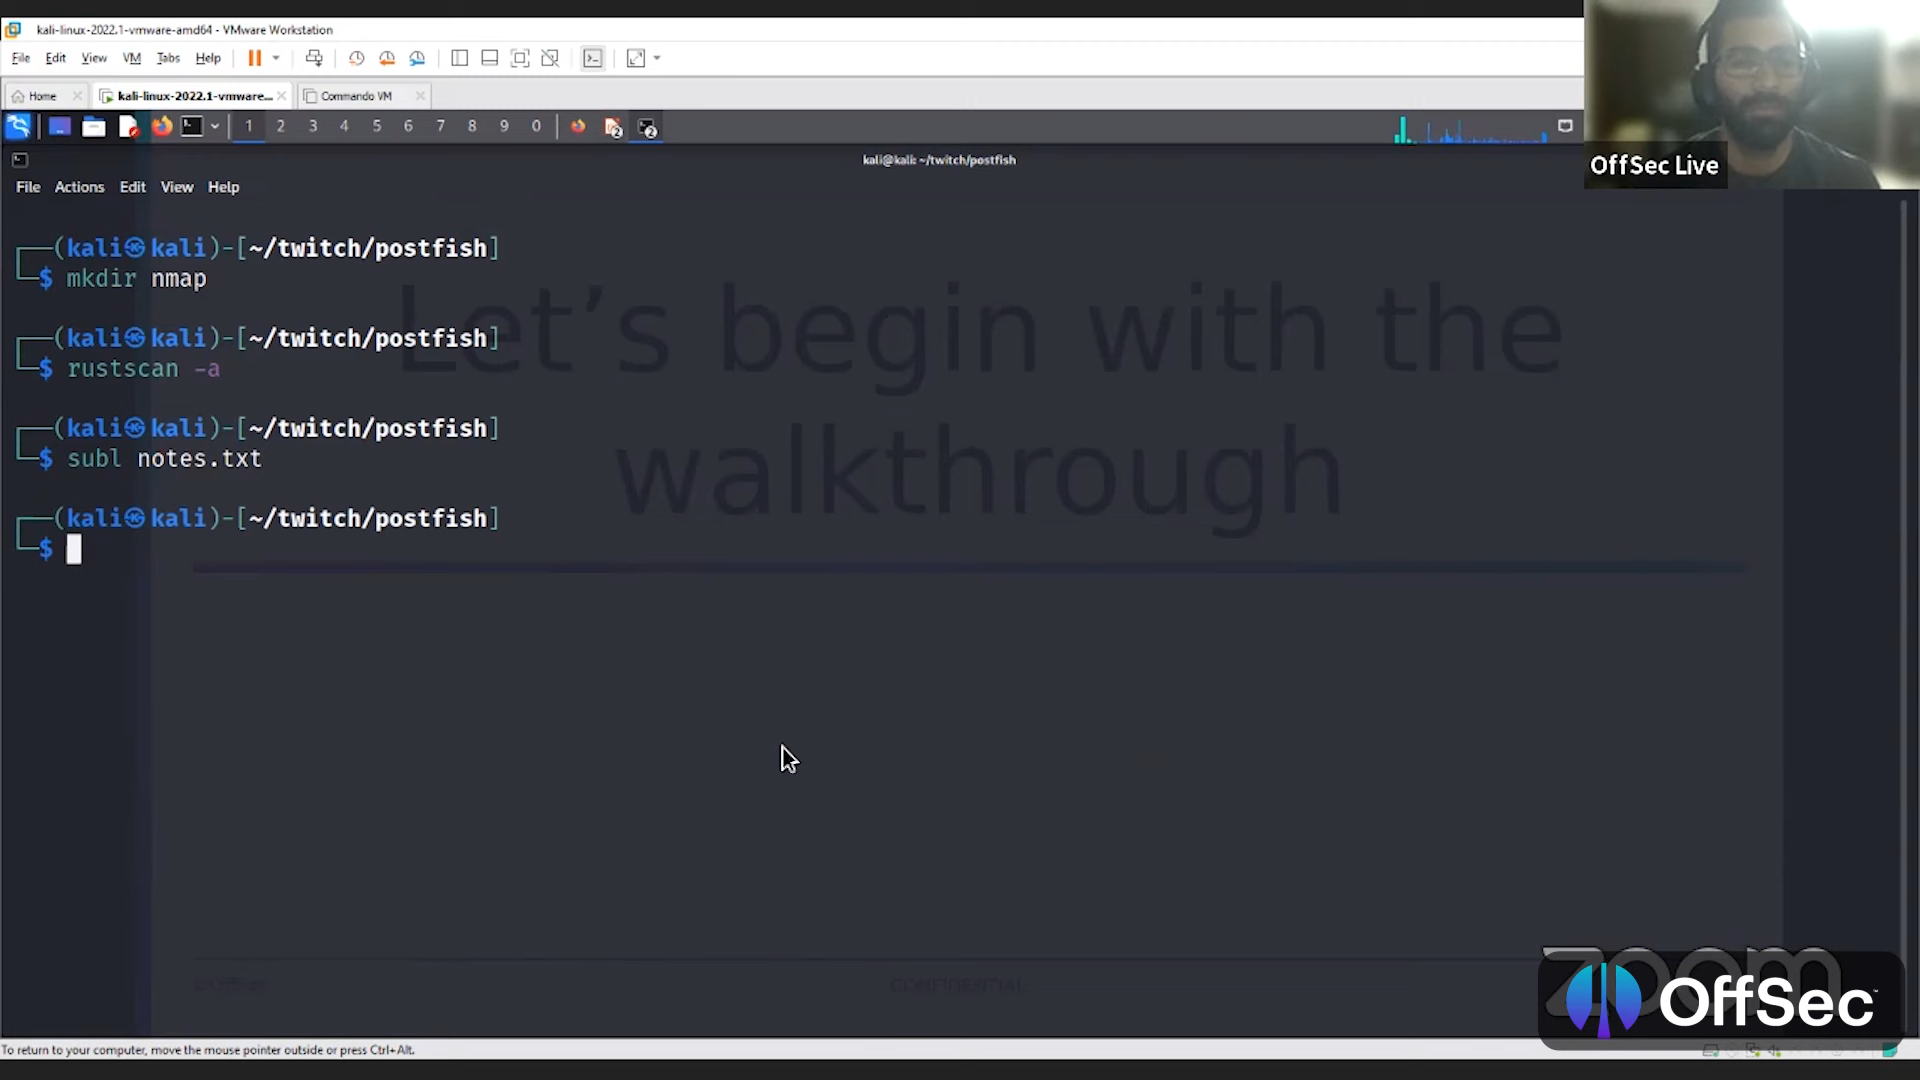 kali-linux-2022.1-vmware-amd64 - VMware Workstation
File Edit View VM Tabs Help
Home kali-linux-2022.1-vmware... Commando VM
1 2 3 4 5 6 7 8 9 0
kali@kali: ~/twitch/postfish
OffSec Live
File Actions Edit View Help
(kali㉿kali)-[~/twitch/postfish]
$ mkdir nmap
(kali㉿kali)-[~/twitch/postfish]
$ rustscan -a
(kali㉿kali)-[~/twitch/postfish]
$ subl notes.txt
(kali㉿kali)-[~/twitch/postfish]
$
Let's begin with the
walkthrough
CONFIDENTIAL
zoom
OffSec
To return to your computer, move the mouse pointer outside or press Ctrl+Alt.